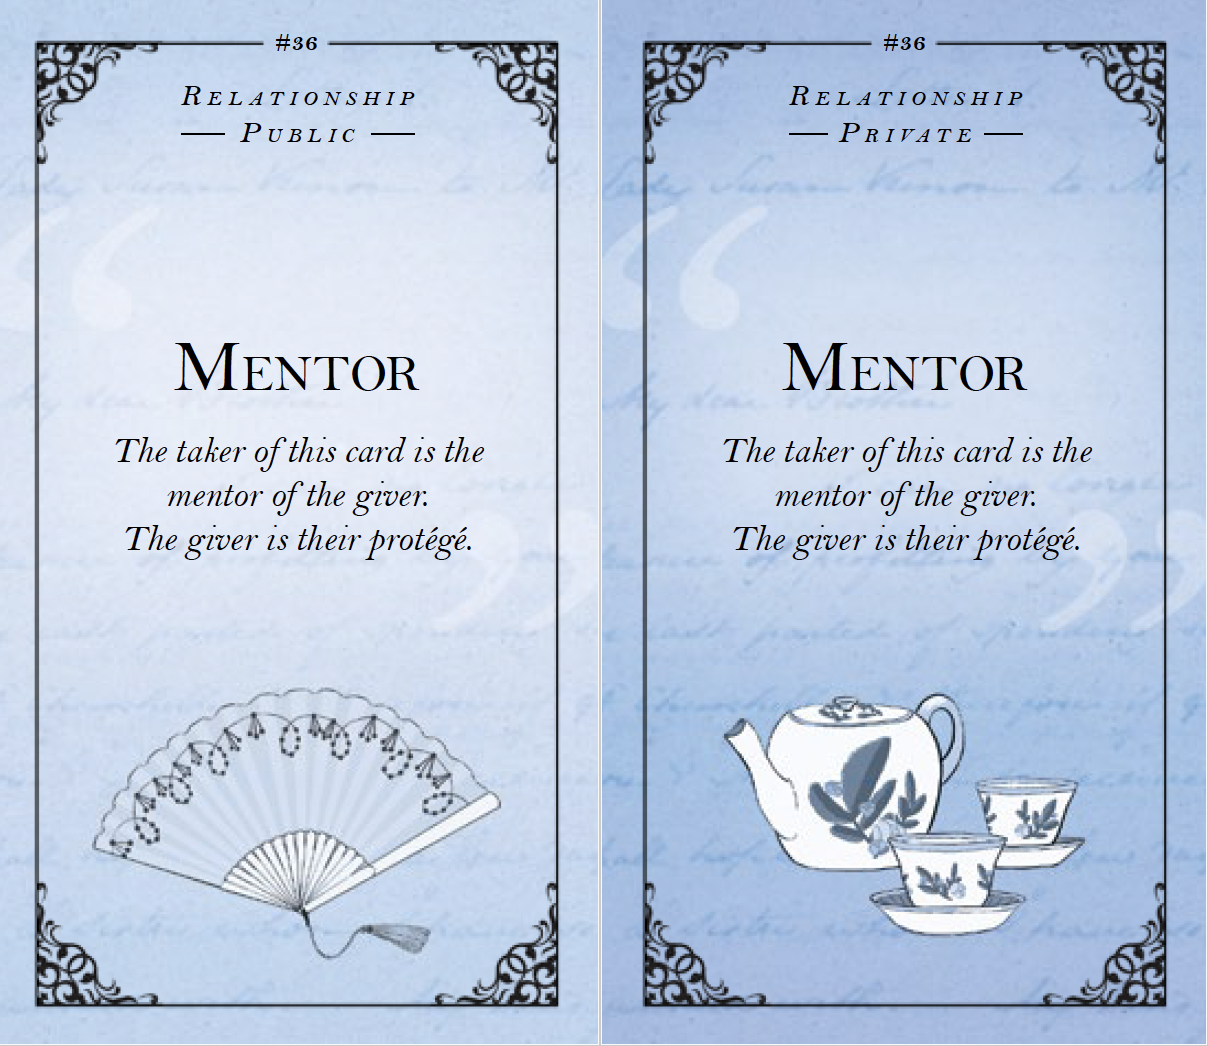 #36
RELATIONSHIP
PUBLIC
MENTOR
The taker of this card is the
mentor of the giver.
The giver is their protégé.
#36
RELATIONSHIP
PRIVATE
MENTOR
The taker of this card is the
mentor of the giver.
The giver is their protégé.